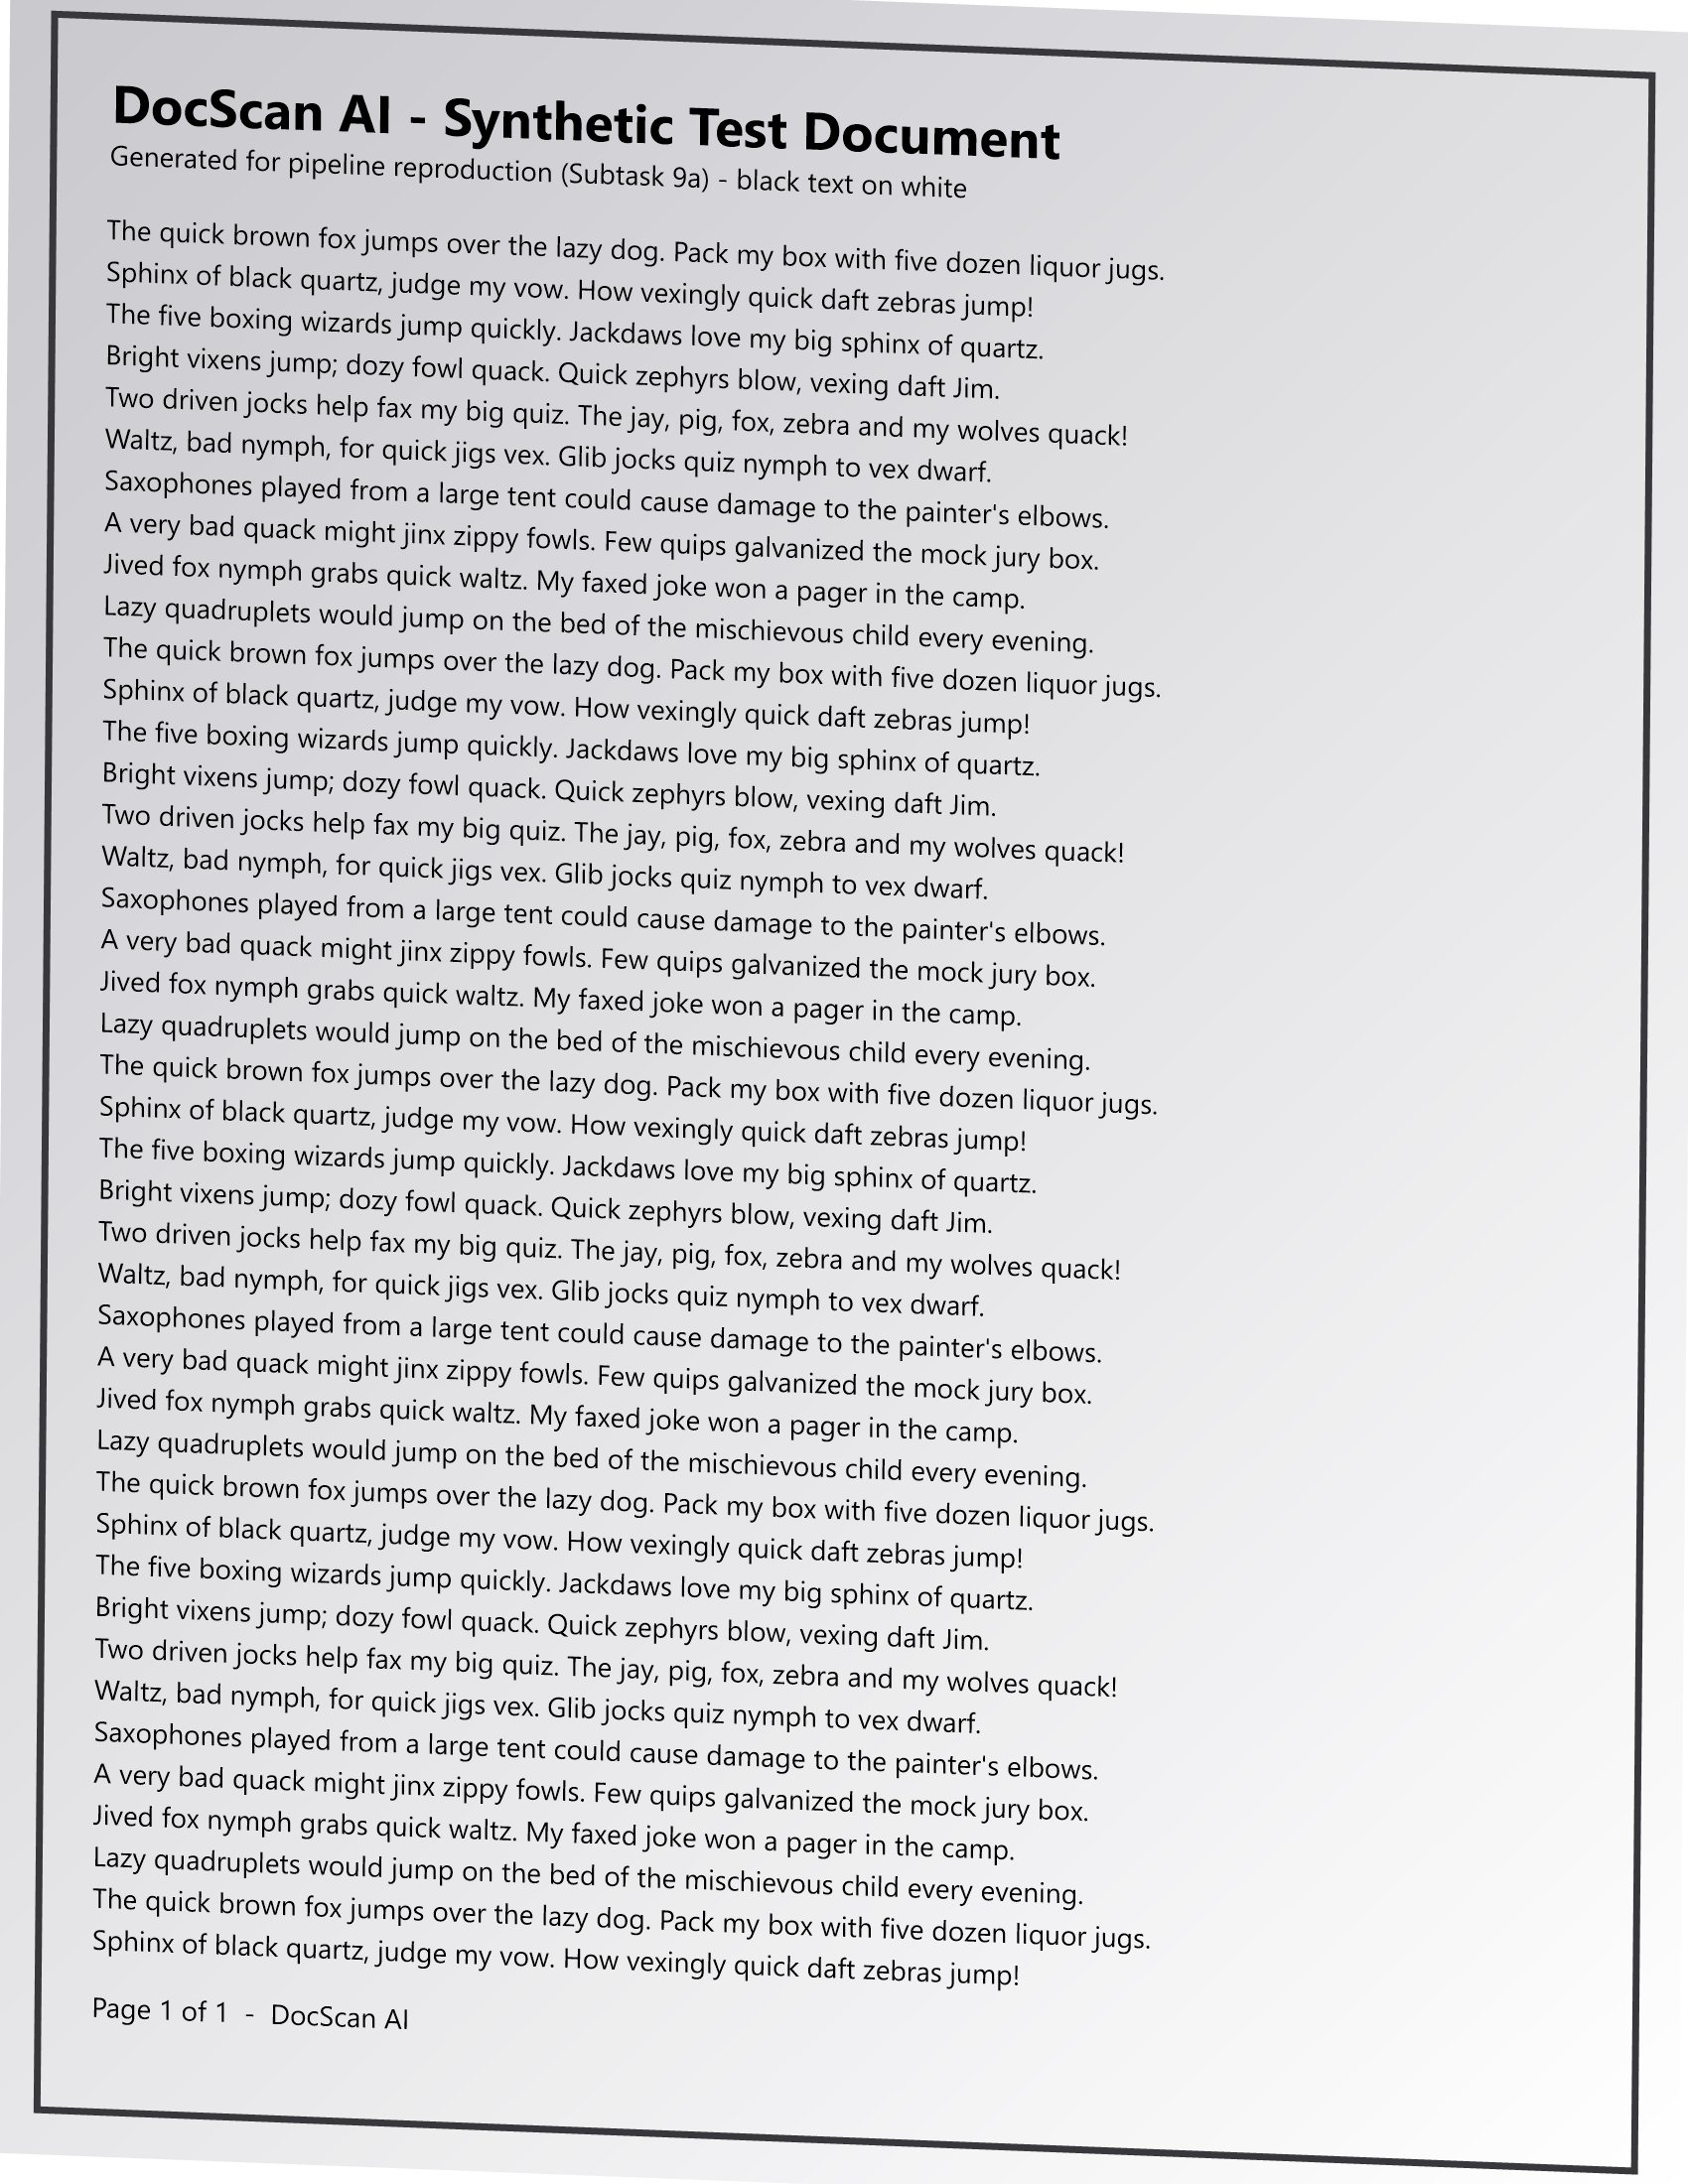 DocScan AI - Synthetic Test Document
Generated for pipeline reproduction (Subtask 9a) - black text on white
The quick brown fox jumps over the lazy dog. Pack my box with five dozen liquor jugs.
Sphinx of black quartz, judge my vow. How vexingly quick daft zebras jump!
The five boxing wizards jump quickly. Jackdaws love my big sphinx of quartz.
Bright vixens jump; dozy fowl quack. Quick zephyrs blow, vexing daft Jim.
Two driven jocks help fax my big quiz. The jay, pig, fox, zebra and my wolves quack!
Waltz, bad nymph, for quick jigs vex. Glib jocks quiz nymph to vex dwarf.
Saxophones played from a large tent could cause damage to the painter's elbows.
A very bad quack might jinx zippy fowls. Few quips galvanized the mock jury box.
Jived fox nymph grabs quick waltz. My faxed joke won a pager in the camp.
Lazy quadruplets would jump on the bed of the mischievous child every evening.
The quick brown fox jumps over the lazy dog. Pack my box with five dozen liquor jugs.
Sphinx of black quartz, judge my vow. How vexingly quick daft zebras jump!
The five boxing wizards jump quickly. Jackdaws love my big sphinx of quartz.
Bright vixens jump; dozy fowl quack. Quick zephyrs blow, vexing daft Jim.
Two driven jocks help fax my big quiz. The jay, pig, fox, zebra and my wolves quack!
Waltz, bad nymph, for quick jigs vex. Glib jocks quiz nymph to vex dwarf.
Saxophones played from a large tent could cause damage to the painter's elbows.
A very bad quack might jinx zippy fowls. Few quips galvanized the mock jury box.
Jived fox nymph grabs quick waltz. My faxed joke won a pager in the camp.
Lazy quadruplets would jump on the bed of the mischievous child every evening.
The quick brown fox jumps over the lazy dog. Pack my box with five dozen liquor jugs.
Sphinx of black quartz, judge my vow. How vexingly quick daft zebras jump!
The five boxing wizards jump quickly. Jackdaws love my big sphinx of quartz.
Bright vixens jump; dozy fowl quack. Quick zephyrs blow, vexing daft Jim.
Two driven jocks help fax my big quiz. The jay, pig, fox, zebra and my wolves quack!
Waltz, bad nymph, for quick jigs vex. Glib jocks quiz nymph to vex dwarf.
Saxophones played from a large tent could cause damage to the painter's elbows.
A very bad quack might jinx zippy fowls. Few quips galvanized the mock jury box.
Jived fox nymph grabs quick waltz. My faxed joke won a pager in the camp.
Lazy quadruplets would jump on the bed of the mischievous child every evening.
The quick brown fox jumps over the lazy dog. Pack my box with five dozen liquor jugs.
Sphinx of black quartz, judge my vow. How vexingly quick daft zebras jump!
The five boxing wizards jump quickly. Jackdaws love my big sphinx of quartz.
Bright vixens jump; dozy fowl quack. Quick zephyrs blow, vexing daft Jim.
Two driven jocks help fax my big quiz. The jay, pig, fox, zebra and my wolves quack!
Waltz, bad nymph, for quick jigs vex. Glib jocks quiz nymph to vex dwarf.
Saxophones played from a large tent could cause damage to the painter's elbows.
A very bad quack might jinx zippy fowls. Few quips galvanized the mock jury box.
Jived fox nymph grabs quick waltz. My faxed joke won a pager in the camp.
Lazy quadruplets would jump on the bed of the mischievous child every evening.
The quick brown fox jumps over the lazy dog. Pack my box with five dozen liquor jugs.
Sphinx of black quartz, judge my vow. How vexingly quick daft zebras jump!
Page 1 of 1 - DocScan AI